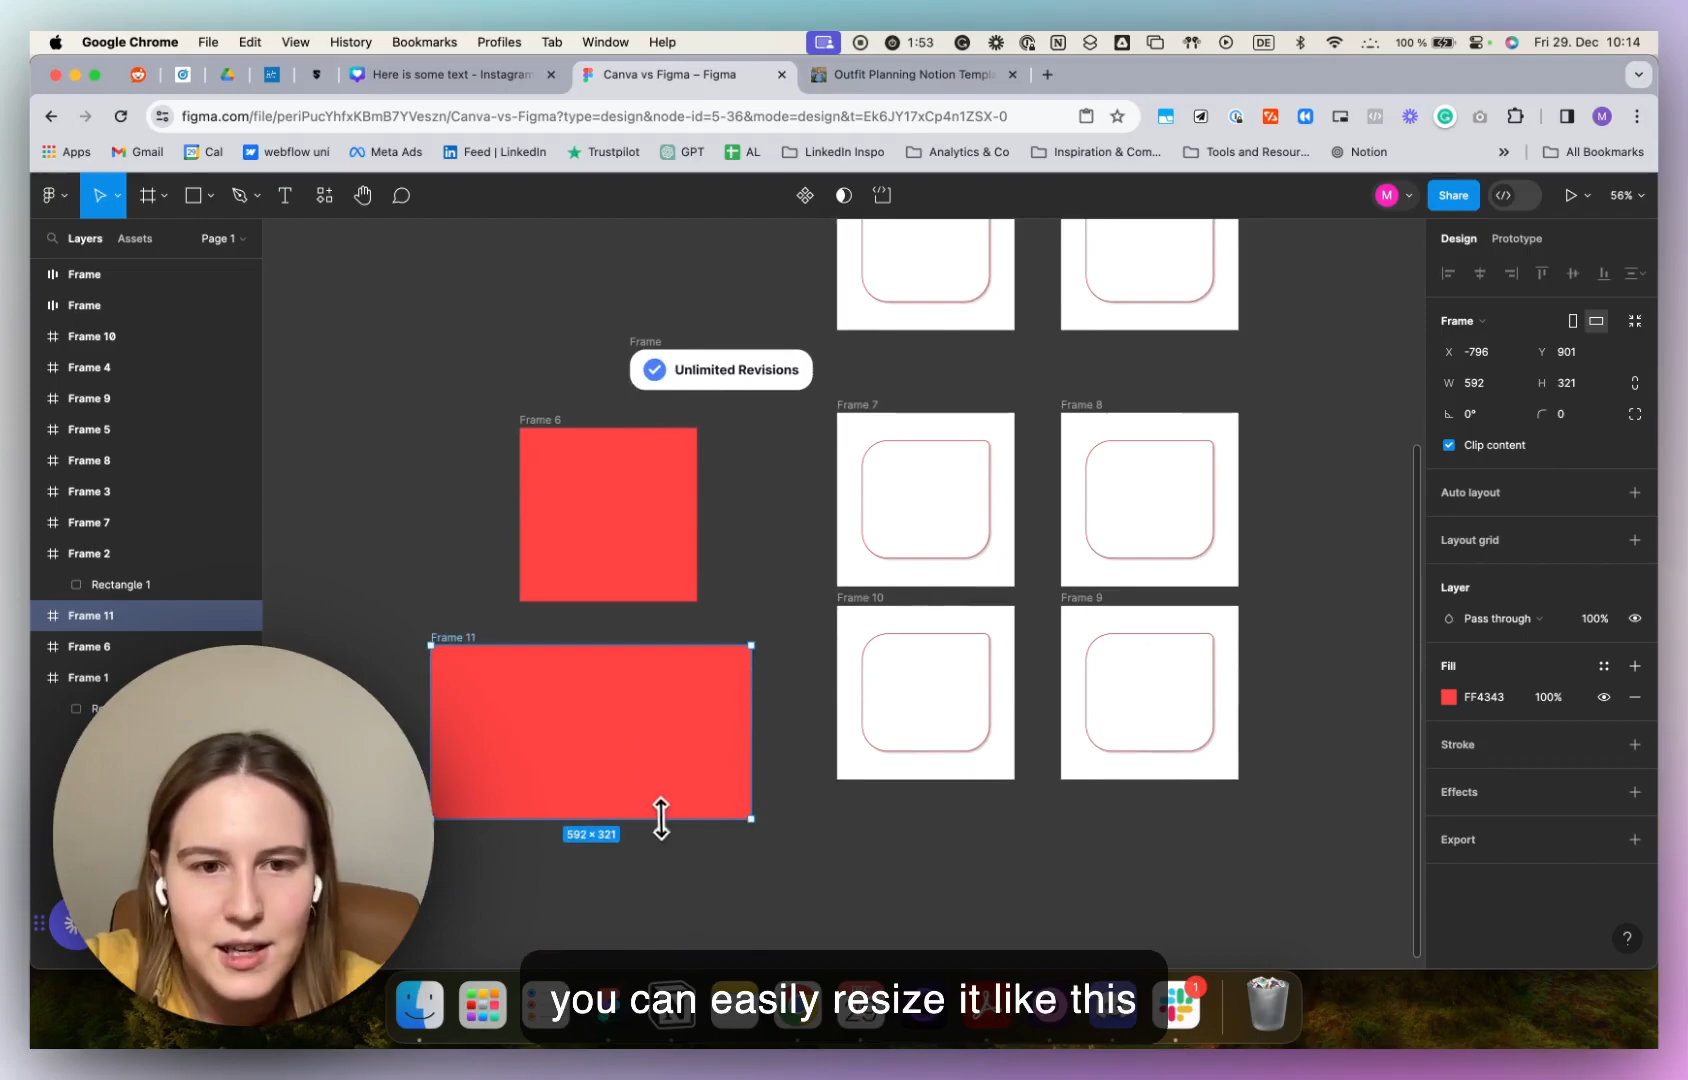 Google Chrome File Edit View History Bookmarks Profiles Tab Window Help 1:53 DE 100 % Fri 29. Dec 10:14
Here is some text - Instagram
Canva vs Figma – Figma
Outfit Planning Notion Templa
figma.com/file/periPucYhfxKBmB7YVeszn/Canva-vs-Figma?type=design&node-id=5-36&mode=design&t=Ek6JY17xCp4n1ZSX-0
M
Apps Gmail Cal webflow uni Meta Ads Feed | LinkedIn Trustpilot GPT AL LinkedIn Inspo Analytics & Co Inspiration & Com... Tools and Resour... Notion » All Bookmarks
M Share 56%
Layers Assets Page 1
Frame
Frame
Frame 10
Frame 4
Frame 9
Frame 5
Frame 8
Frame 3
Frame 7
Frame 2
Rectangle 1
Frame 11
Frame 6
Frame 1
Frame
Unlimited Revisions
Frame 6
Frame 7
Frame 8
Frame 10
Frame 9
Frame 11
592 × 321
Design Prototype
Frame
X -796 Y 901
W 592 H 321
0° 0
Clip content
Auto layout
Layout grid
Layer
Pass through 100%
Fill
FF4343 100%
Stroke
Effects
Export
?
you can easily resize it like this
1